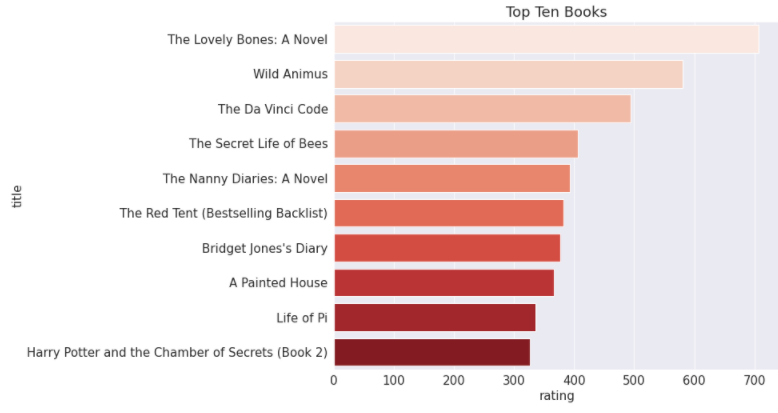 Top Ten Books
The Lovely Bones: A Novel
Wild Animus
The Da Vinci Code
The Secret Life of Bees
The Nanny Diaries: A Novel
The Red Tent (Bestselling Backlist)
Bridget Jones's Diary
A Painted House
Life of Pi
Harry Potter and the Chamber of Secrets (Book 2)
title
0 100 200 300 400 500 600 700
rating